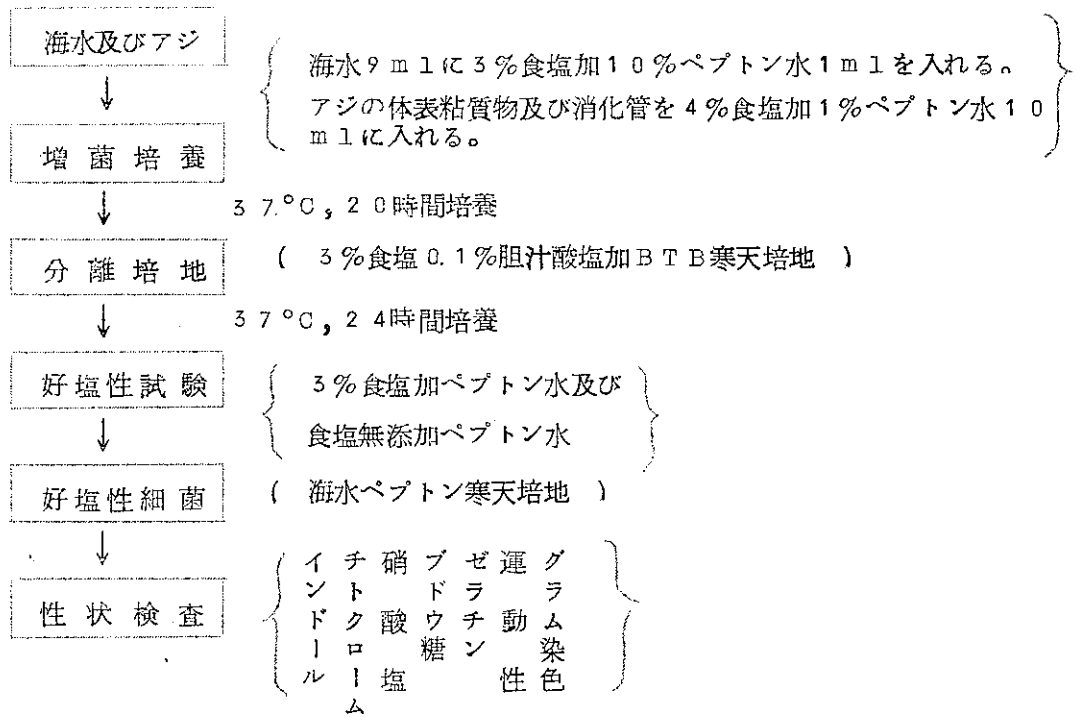 海水及びアジ
海水9mlに3%食塩加10%ペプトン水1mlを入れる。
アジの体表粘質物及び消化管を4%食塩加1%ペプトン水10
mlに入れる。
↓
増菌培養
↓ 37.°C,20時間培養
分離培地 (3%食塩0.1%胆汁酸塩加BTB寒天培地)
↓ 37°C,24時間培養
好塩性試験
3%食塩加ペプトン水及び
食塩無添加ペプトン水
↓
好塩性細菌 (海水ペプトン寒天培地)
↓
性状検査
グラム染色
運動性
ゼラチン
ブドウ糖
硝酸塩
チトクローム
インドール